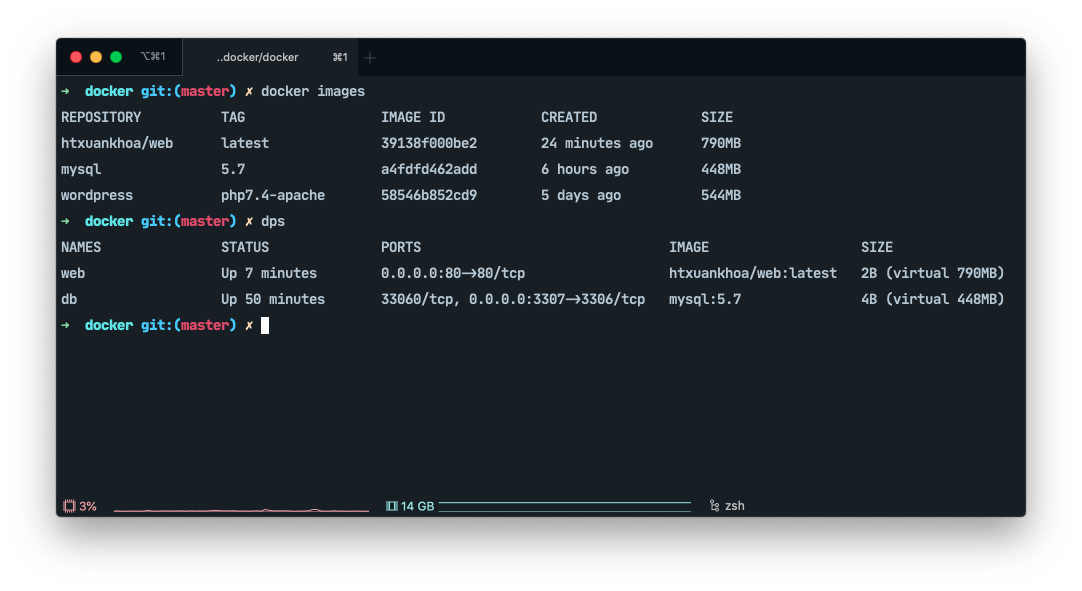 ⌥⌘1 ..docker/docker ⌘1 +
→ docker git:(master) ✗ docker images
REPOSITORY TAG IMAGE ID CREATED SIZE
htxuankhoa/web latest 39138f000be2 24 minutes ago 790MB
mysql 5.7 a4fdfd462add 6 hours ago 448MB
wordpress php7.4-apache 58546b852cd9 5 days ago 544MB
→ docker git:(master) ✗ dps
NAMES STATUS PORTS IMAGE SIZE
web Up 7 minutes 0.0.0.0:80->80/tcp htxuankhoa/web:latest 2B (virtual 790MB)
db Up 50 minutes 33060/tcp, 0.0.0.0:3307->3306/tcp mysql:5.7 4B (virtual 448MB)
→ docker git:(master) ✗
3% 14 GB zsh